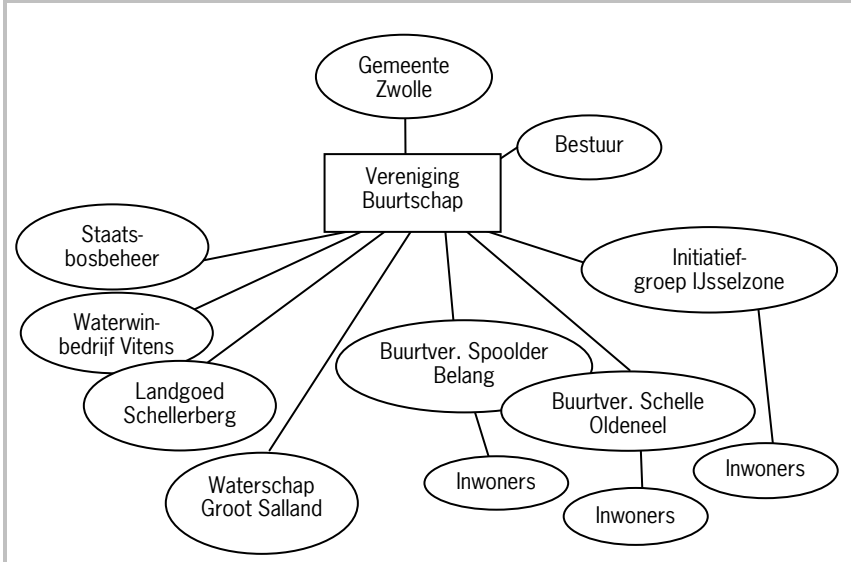 Gemeente
Zwolle
Bestuur
Vereniging
Buurtschap
Staats-
bosbeheer
Initiatief-
groep IJsselzone
Waterwin-
bedrijf Vitens
Buurtver. Spoolder
Belang
Landgoed
Schellerberg
Buurtver. Schelle
Oldeneel
Waterschap
Groot Salland
Inwoners
Inwoners
Inwoners